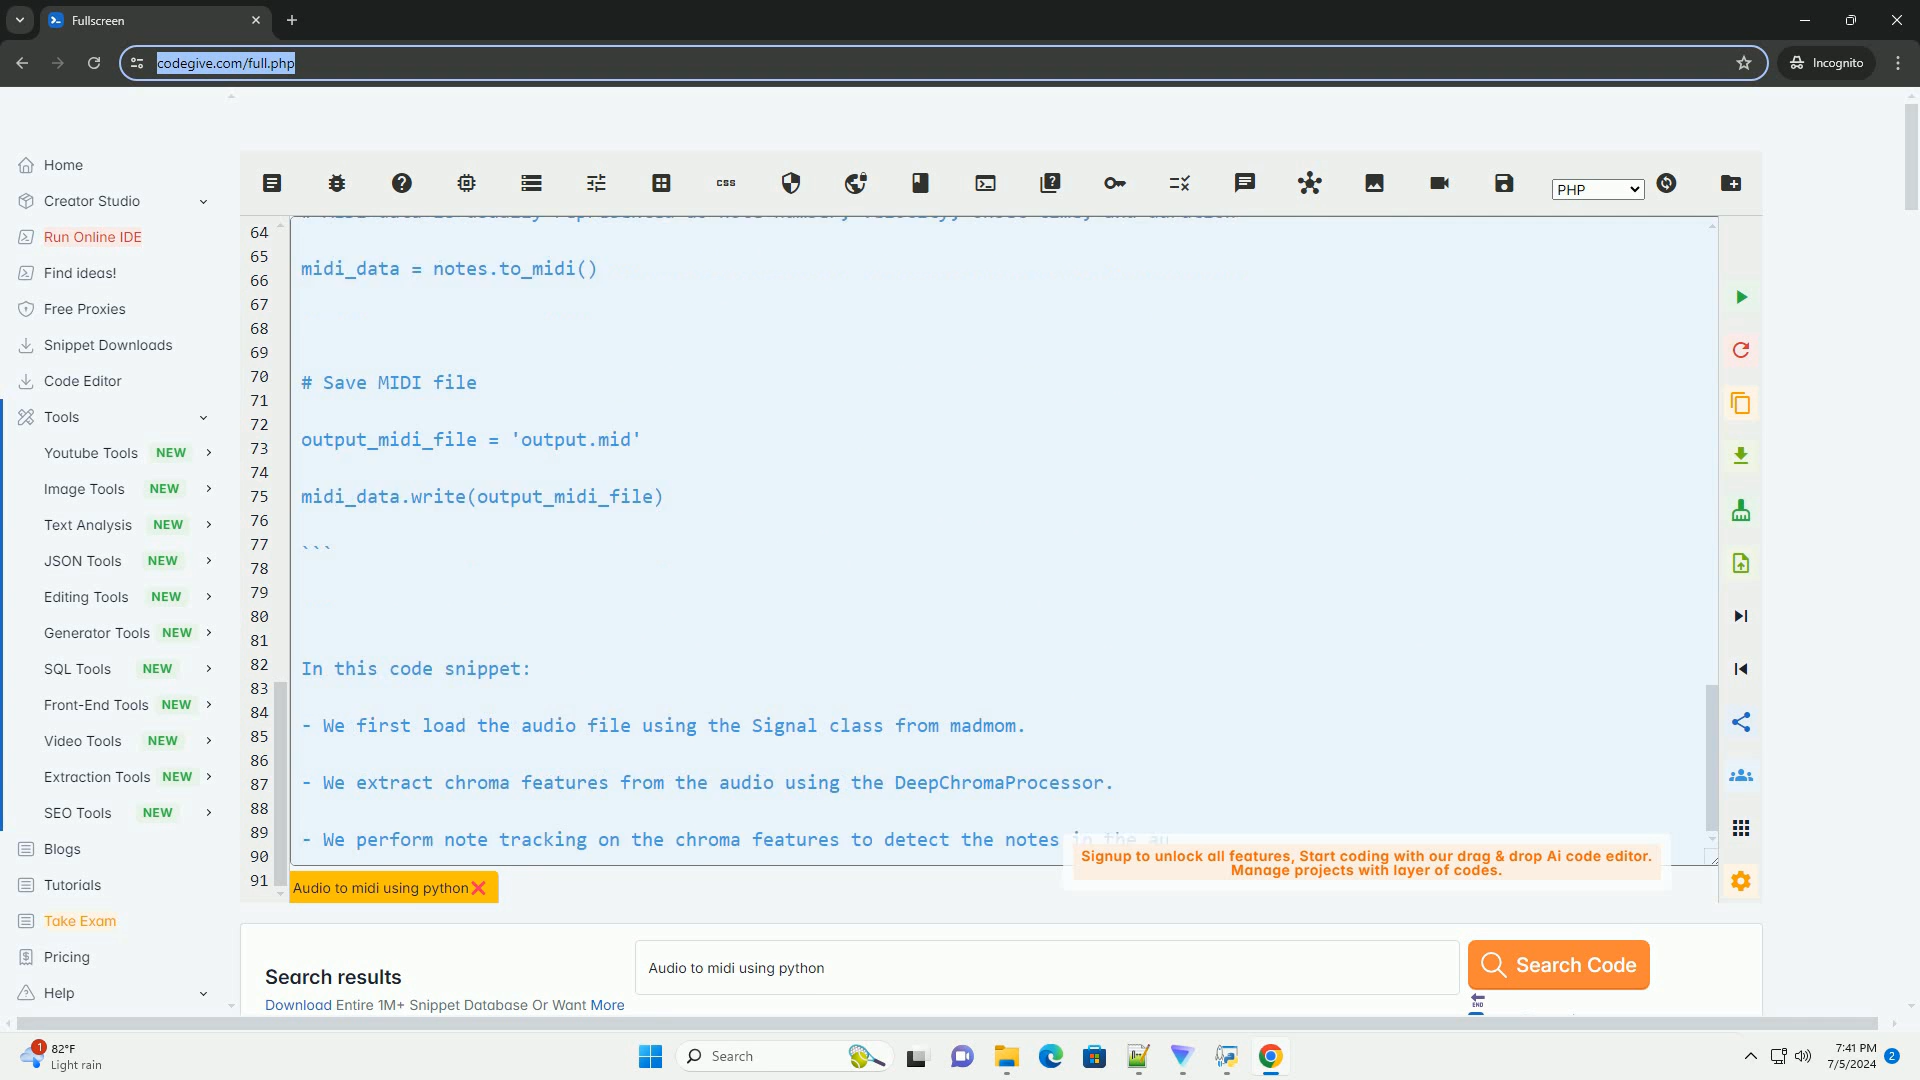 Fullscreen
codegive.com/full.php
Incognito
Home
Creator Studio
Run Online IDE
Find ideas!
Free Proxies
Snippet Downloads
Code Editor
Tools
Youtube Tools NEW
Image Tools NEW
Text Analysis NEW
JSON Tools NEW
Editing Tools NEW
Generator Tools NEW
SQL Tools NEW
Front-End Tools NEW
Video Tools NEW
Extraction Tools NEW
SEO Tools NEW
Blogs
Tutorials
Take Exam
Pricing
Help
css
PHP
64
65
66
67
68
69
70
71
72
73
74
75
76
77
78
79
80
81
82
83
84
85
86
87
88
89
90
91
midi_data = notes.to_midi()
# Save MIDI file
output_midi_file = 'output.mid'
midi_data.write(output_midi_file)
```
In this code snippet:
- We first load the audio file using the Signal class from madmom.
- We extract chroma features from the audio using the DeepChromaProcessor.
- We perform note tracking on the chroma features to detect the notes in the au
Signup to unlock all features, Start coding with our drag & drop Ai code editor.
Manage projects with layer of codes.
Audio to midi using python
Search results
Download Entire 1M+ Snippet Database Or Want More
Audio to midi using python
Search Code
END
1
82°F
Light rain
Search
7:41 PM
7/5/2024
2